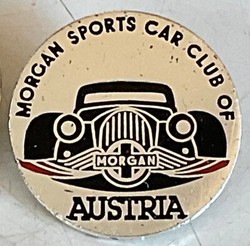 MORGAN SPORTS CAR CLUB OF
MORGAN
AUSTRIA